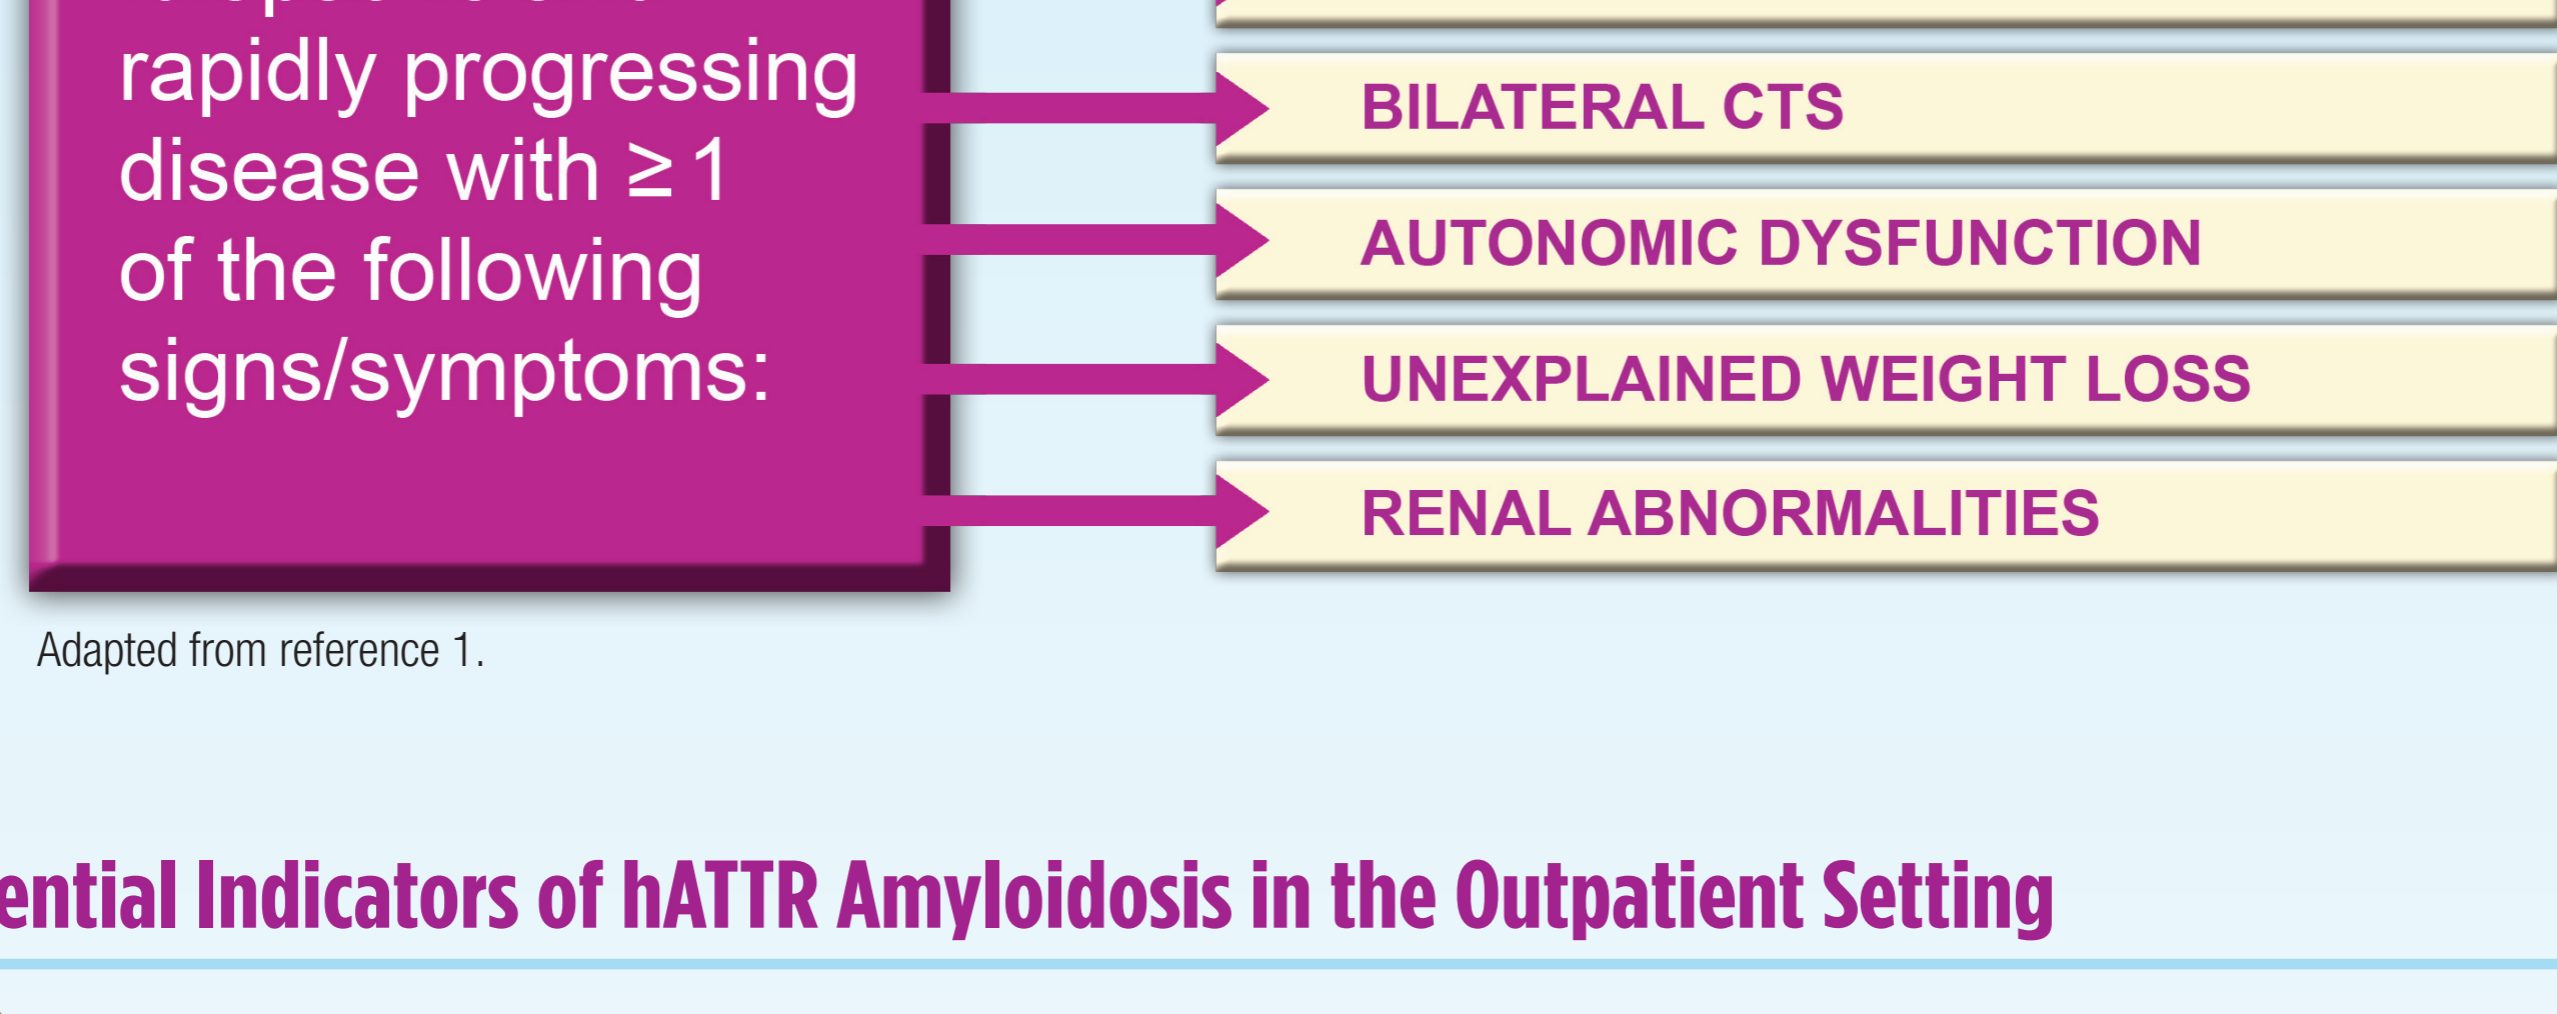 rapidly progressing
disease with ≥ 1
of the following
signs/symptoms:
BILATERAL CTS
AUTONOMIC DYSFUNCTION
UNEXPLAINED WEIGHT LOSS
RENAL ABNORMALITIES
Adapted from reference 1.
ential Indicators of hATTR Amyloidosis in the Outpatient Setting